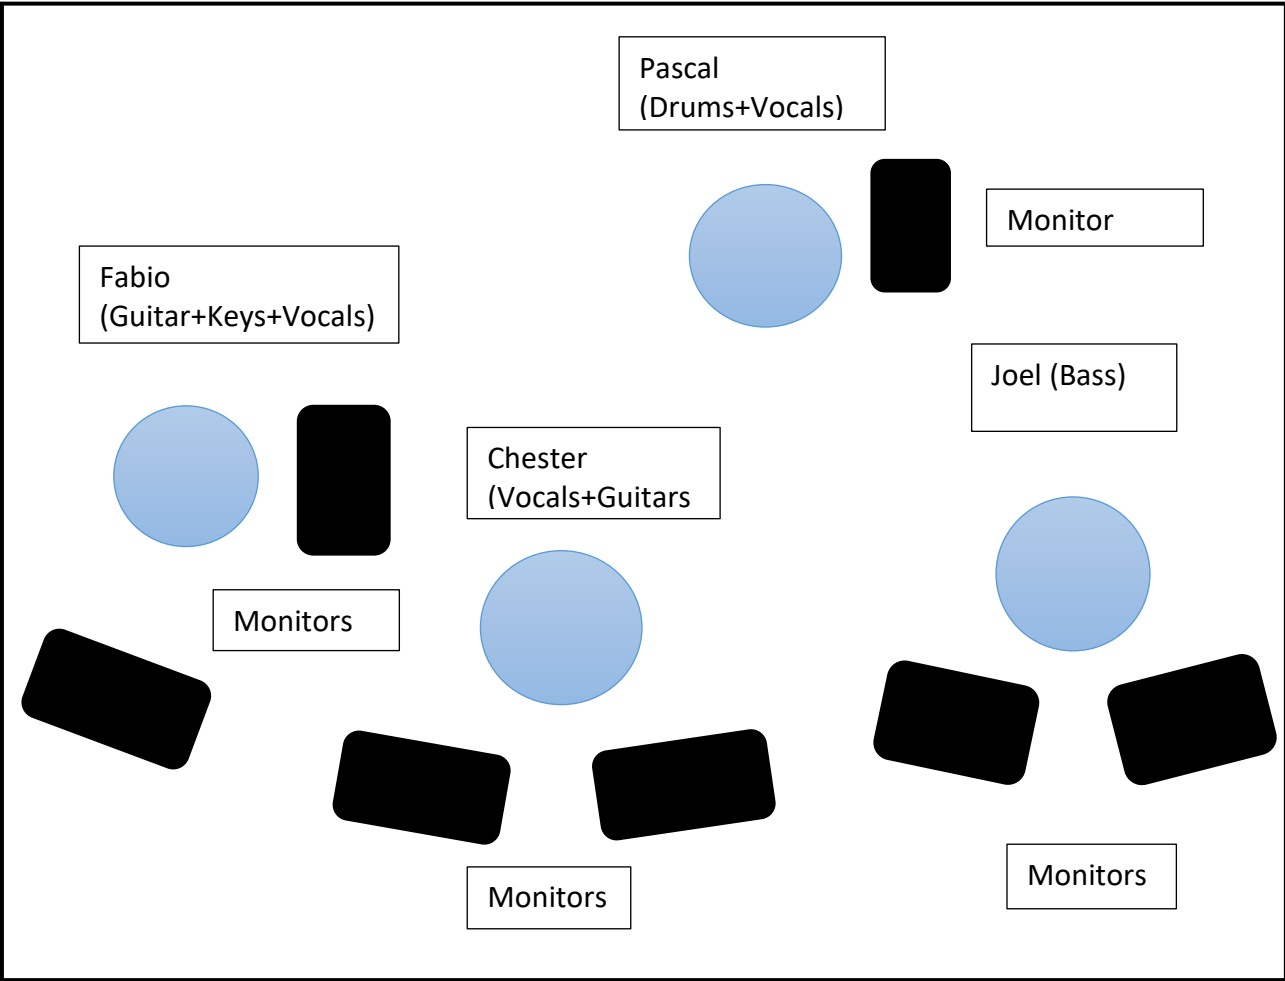 Pascal
(Drums+Vocals)
Monitor
Fabio
(Guitar+Keys+Vocals)
Joel (Bass)
Chester
(Vocals+Guitars
Monitors
Monitors
Monitors